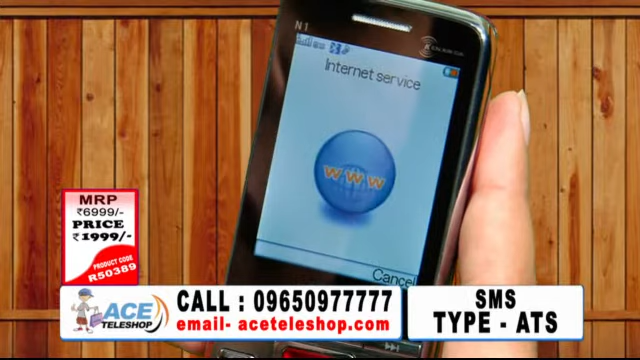 N1
Internet service
www
Cancel
MRP
₹6999/-
PRICE
₹1999/-
PRODUCT CODE
R50389
ACE
TELESHOP
CALL : 09650977777
email- aceteleshop.com
SMS
TYPE - ATS